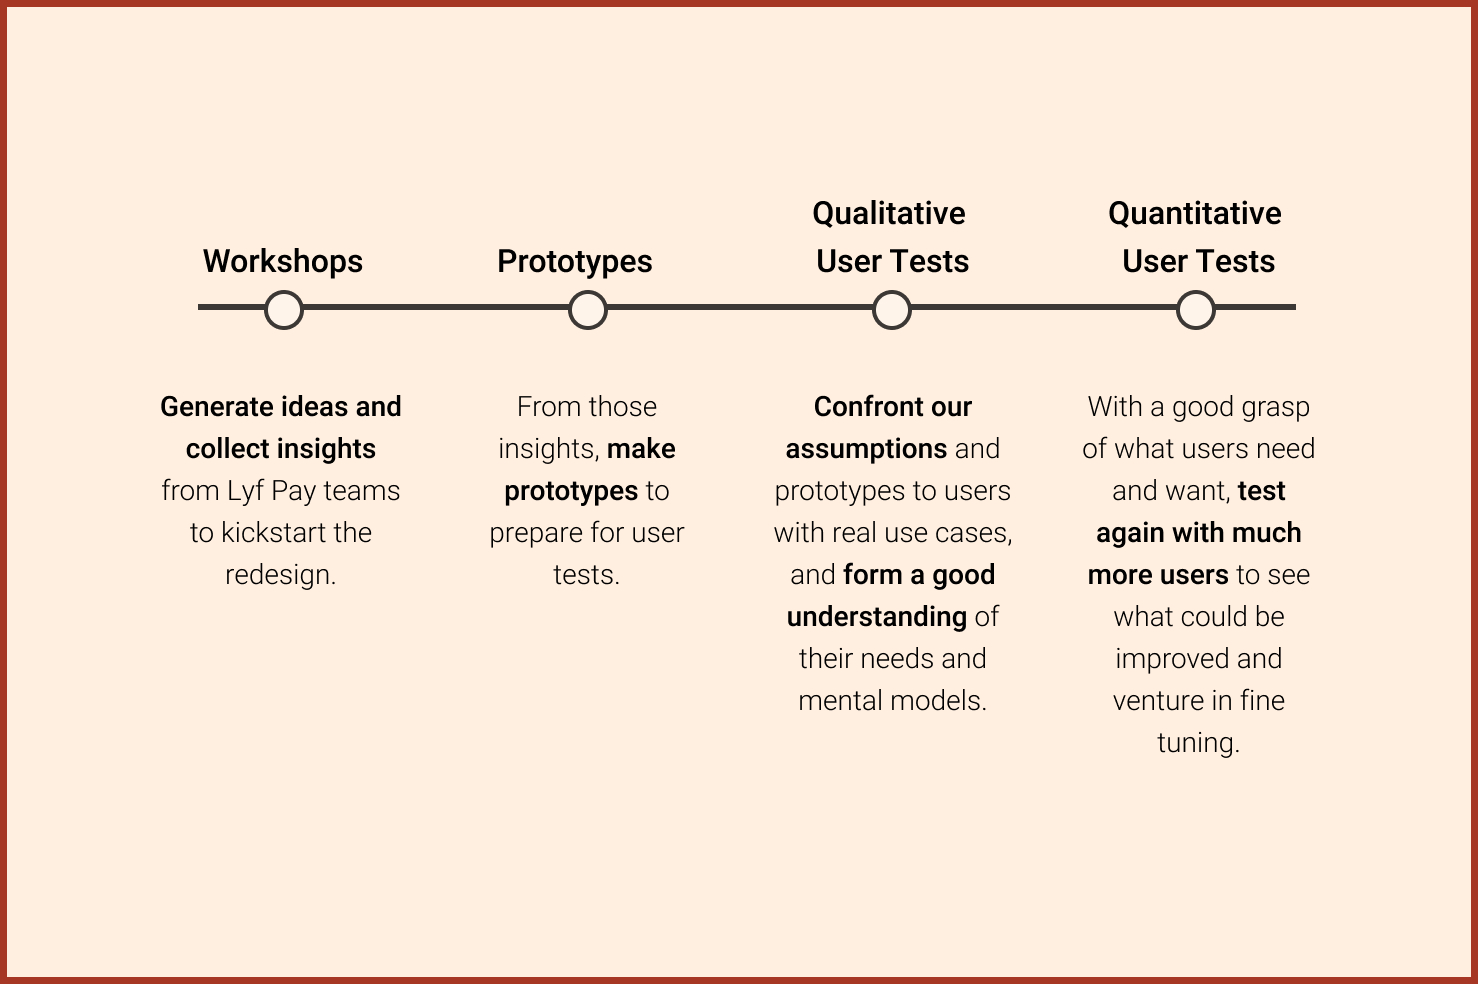 Workshops
Generate ideas and
collect insights
from Lyf Pay teams
to kickstart the
redesign.
Prototypes
From those
insights, make
prototypes to
prepare for user
tests.
Qualitative
User Tests
Confront our
assumptions and
prototypes to users
with real use cases,
and form a good
understanding of
their needs and
mental models.
Quantitative
User Tests
With a good grasp
of what users need
and want, test
again with much
more users to see
what could be
improved and
venture in fine
tuning.